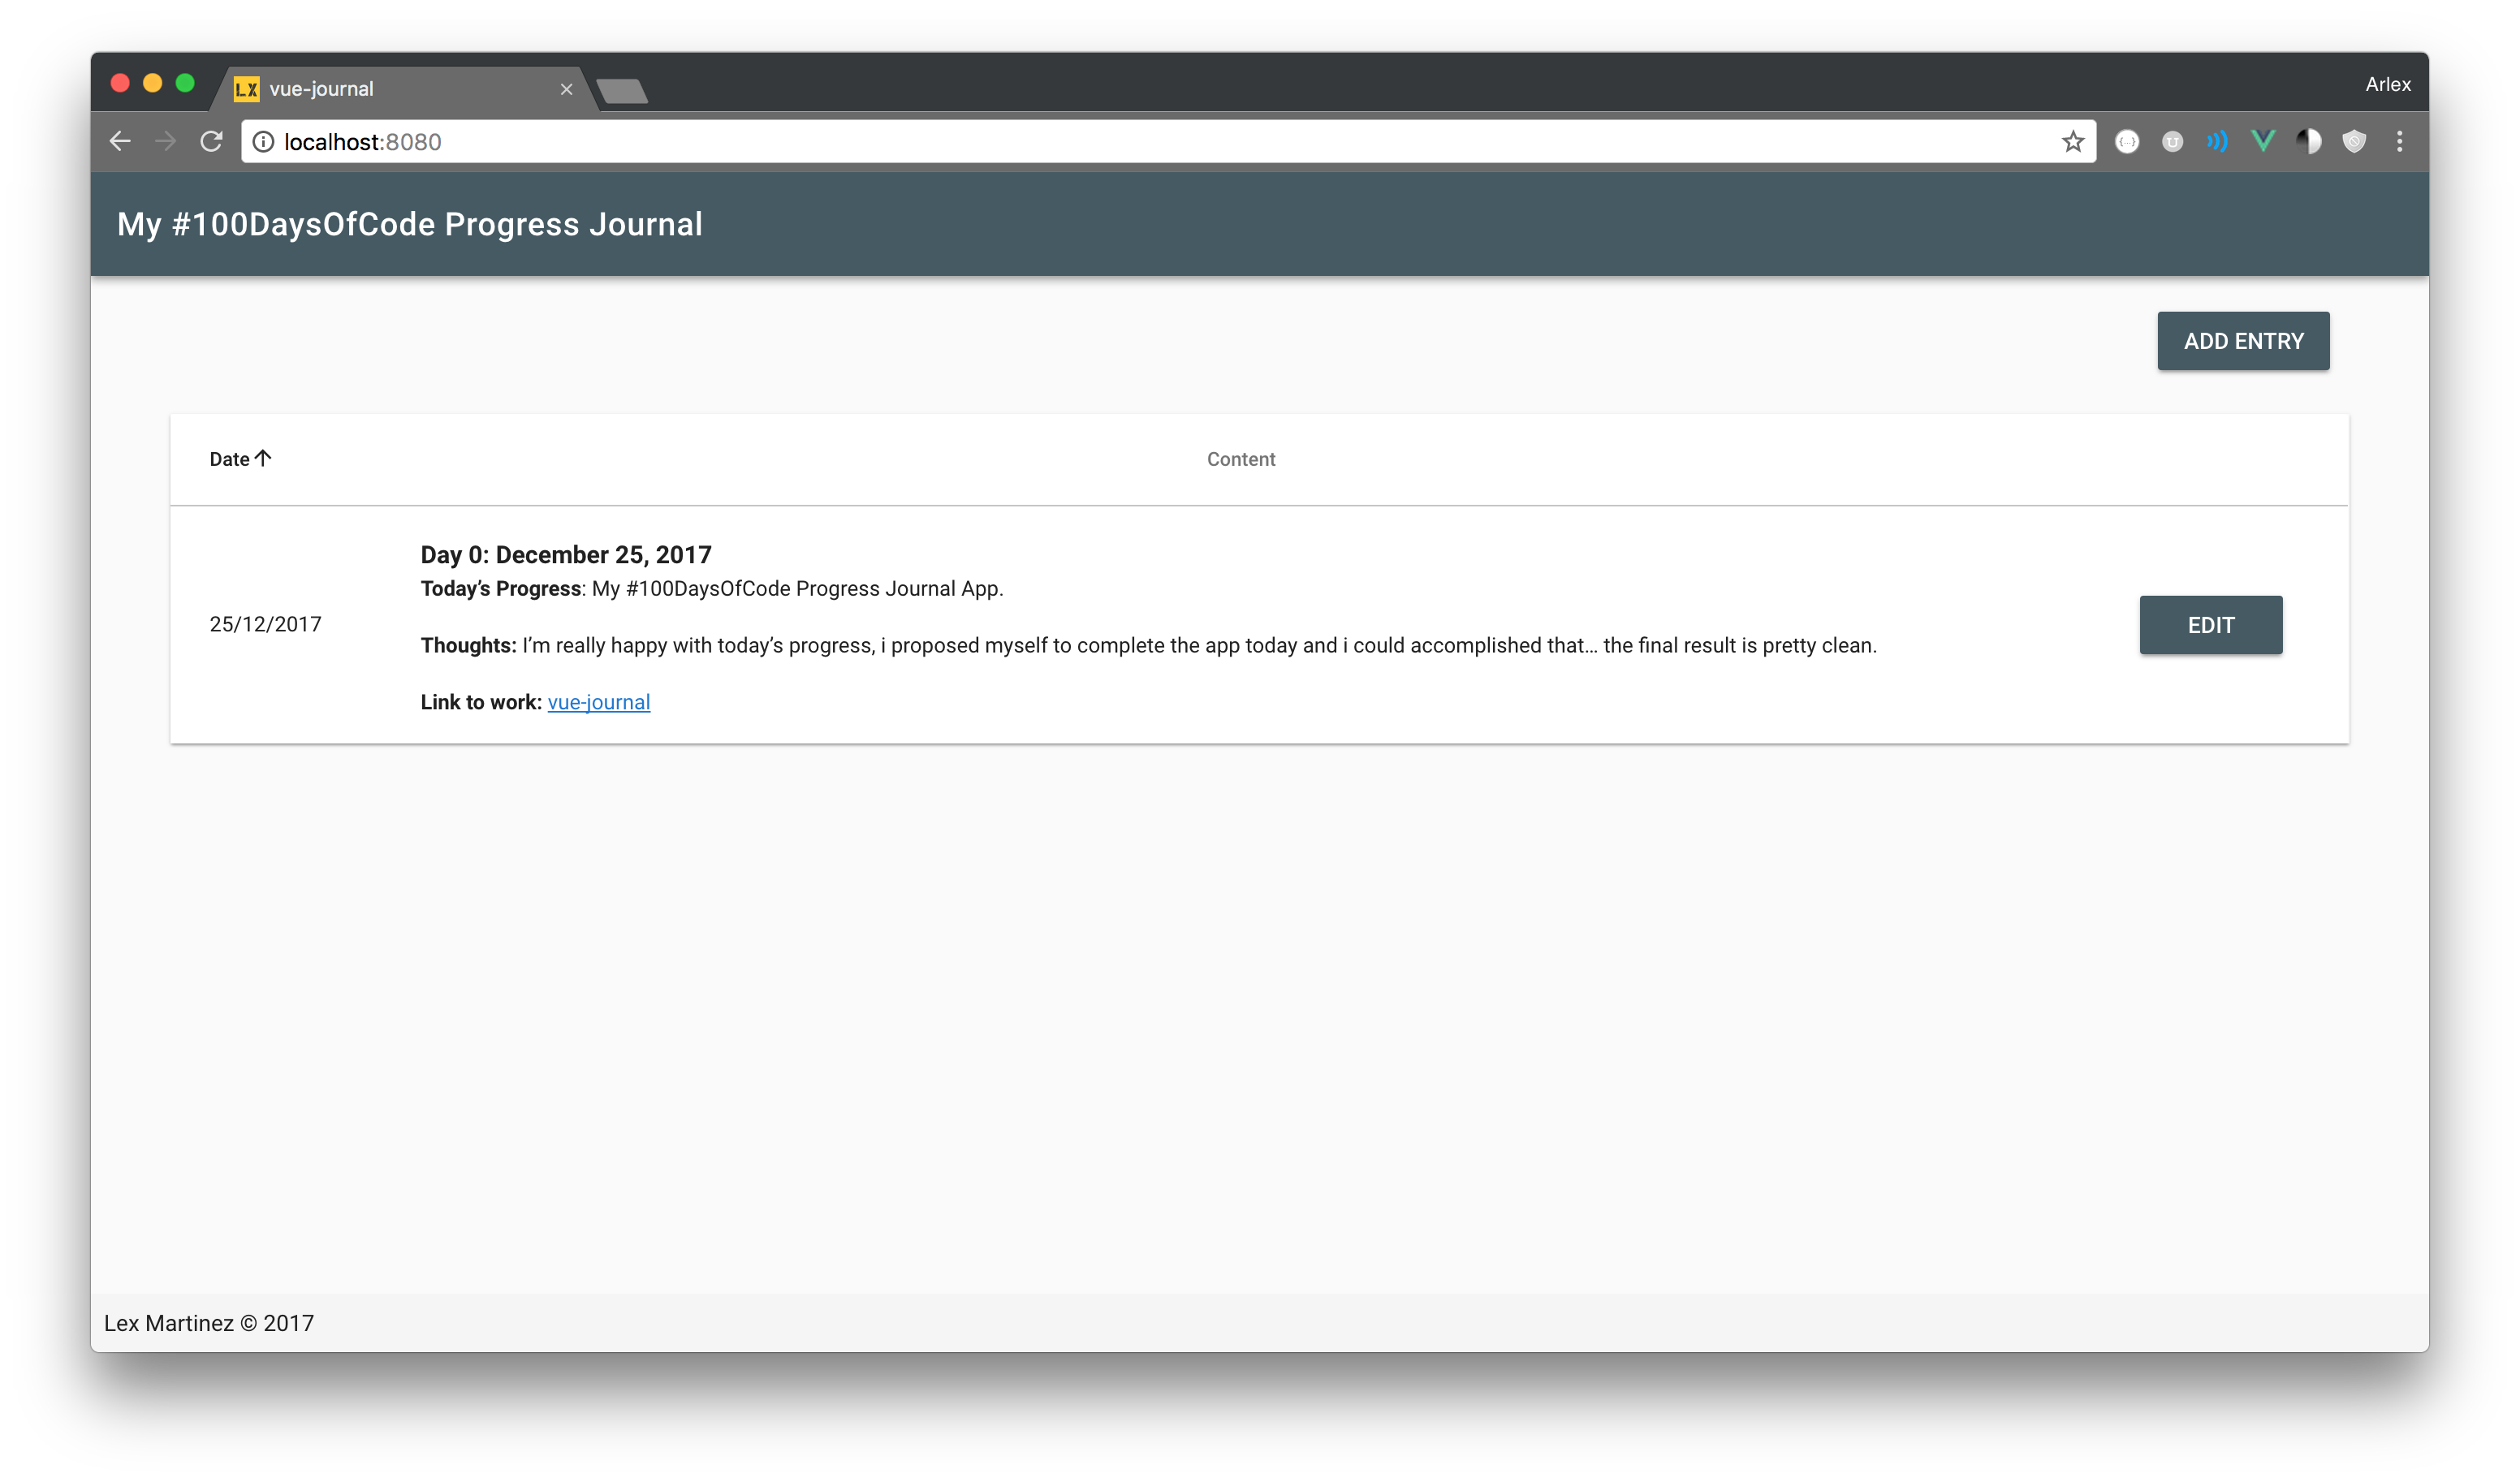 LX vue-journal
Arlex
localhost:8080
My #100DaysOfCode Progress Journal
ADD ENTRY
Date Content
Day 0: December 25, 2017
Today’s Progress: My #100DaysOfCode Progress Journal App.
25/12/2017
EDIT
Thoughts: I’m really happy with today’s progress, i proposed myself to complete the app today and i could accomplished that… the final result is pretty clean.
Link to work: vue-journal
Lex Martinez © 2017